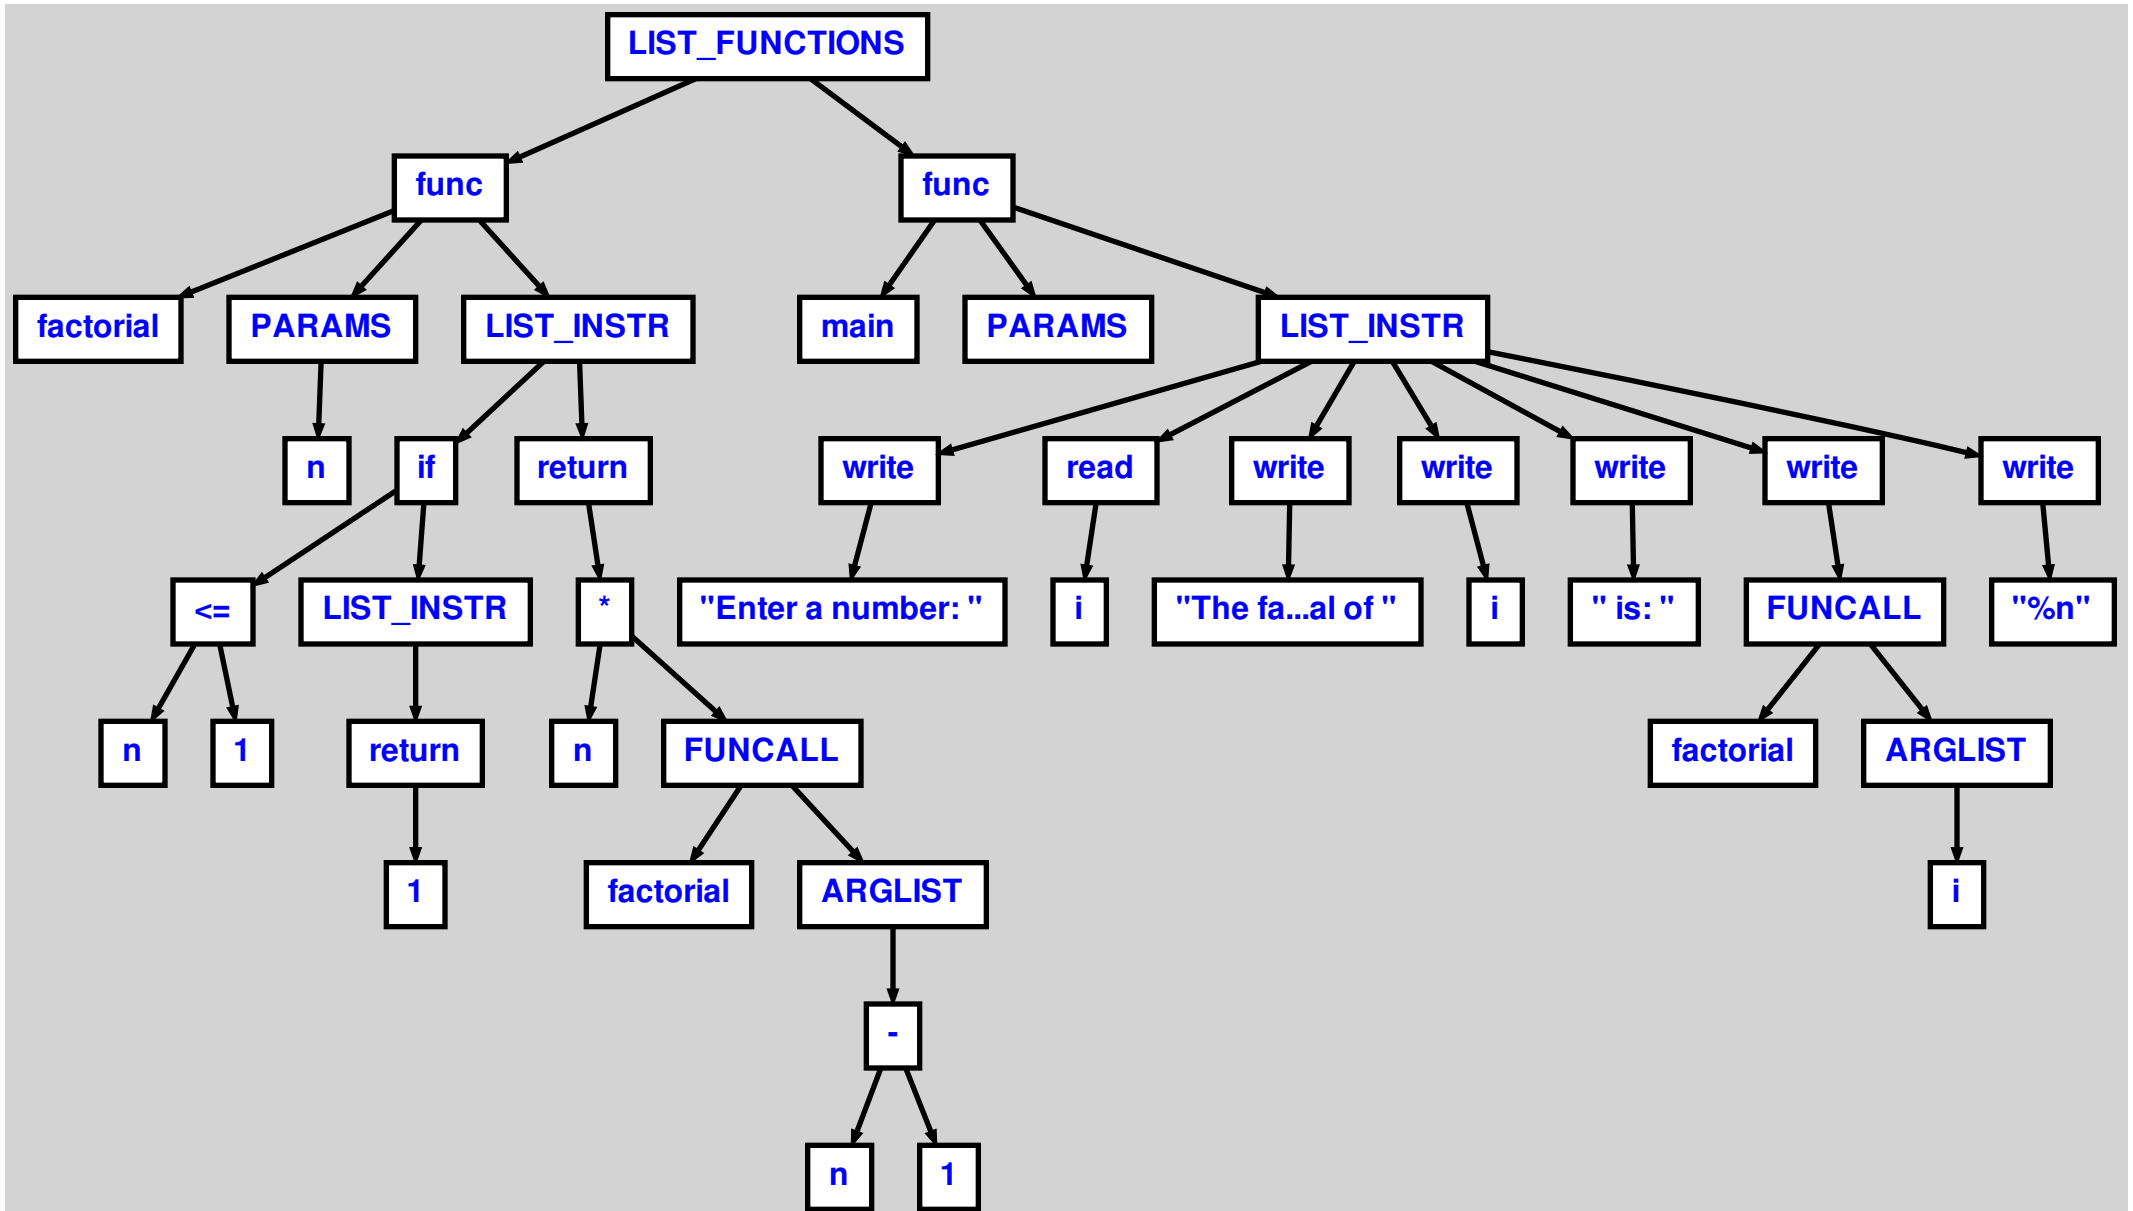 LIST_FUNCTIONS
func func
factorial PARAMS LIST_INSTR main PARAMS LIST_INSTR
n if return write read write write write write write
<= LIST_INSTR * "Enter a number: " i "The fa...al of " i " is: " FUNCALL "%n"
n 1 return n FUNCALL factorial ARGLIST
1 factorial ARGLIST i
-
n 1